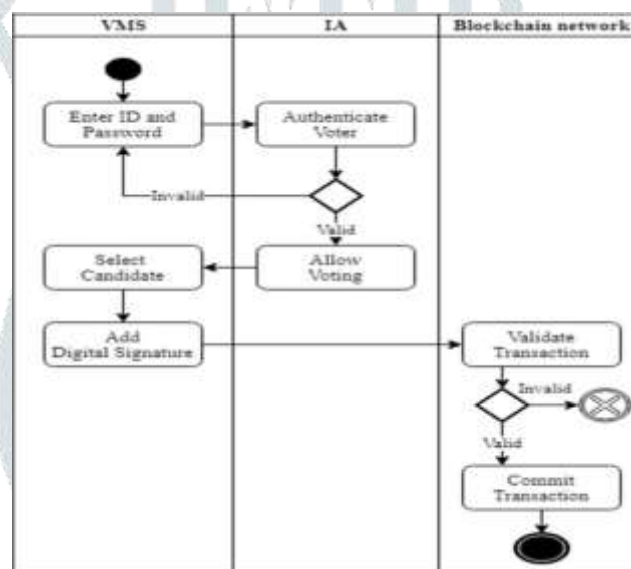 VMS IA Blockchain network
Enter ID and
Password
Authenticate
Voter
Invalid
Valid
Select
Candidate
Allow
Voting
Add
Digital Signature
Validate
Transaction
Invalid
Valid
Commit
Transaction